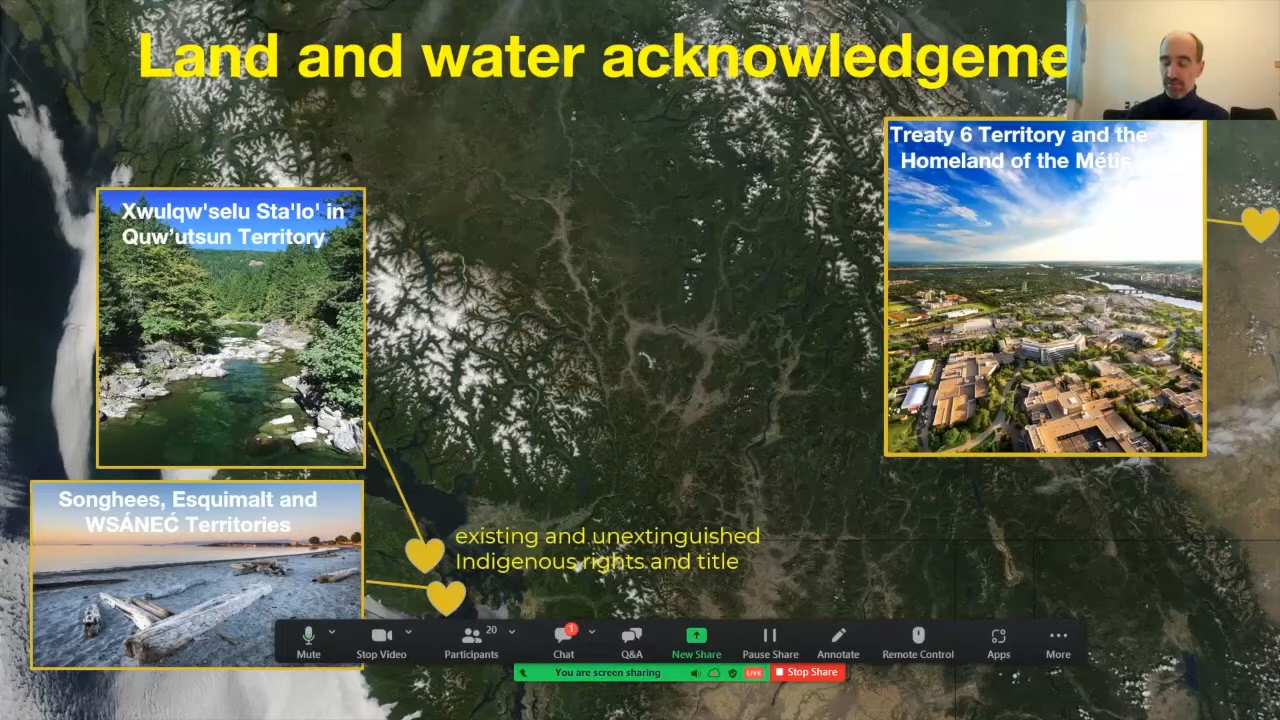 Land and water acknowledgeme
Treaty 6 Territory and the
Homeland of the Métis
Xwulqw'selu Sta'lo' in
Quw’utsun Territory
Songhees, Esquimalt and
WSÁNEĆ Territories
existing and unextinguished
Indigenous rights and title
Mute
Stop Video
Participants
20
Chat
1
Q&A
New Share
Pause Share
Annotate
Remote Control
Apps
More
You are screen sharing
LIVE
Stop Share